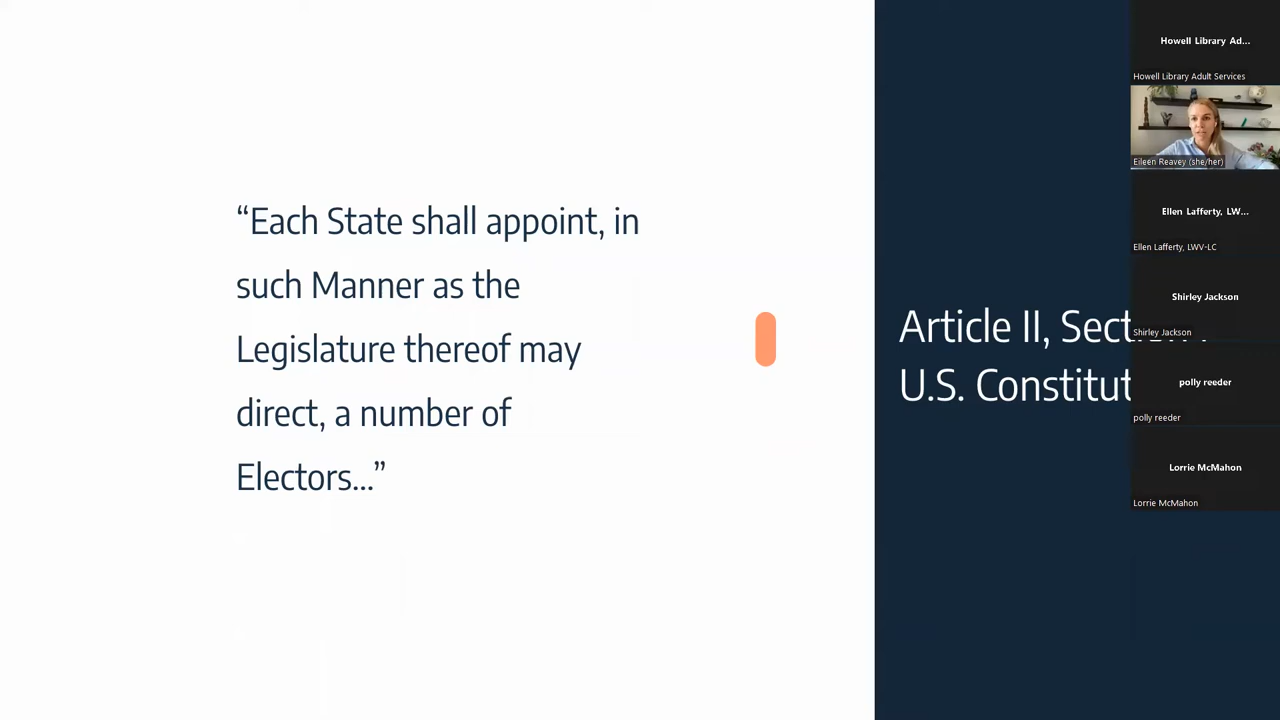 “Each State shall appoint, in
such Manner as the
Legislature thereof may
direct, a number of
Electors...”
Article II, Sect
U.S. Constitut
Howell Library Ad...
Howell Library Adult Services
Eileen Reavey (she/her)
Ellen Lafferty, LW...
Ellen Lafferty, LWV-LC
Shirley Jackson
Shirley Jackson
polly reeder
polly reeder
Lorrie McMahon
Lorrie McMahon